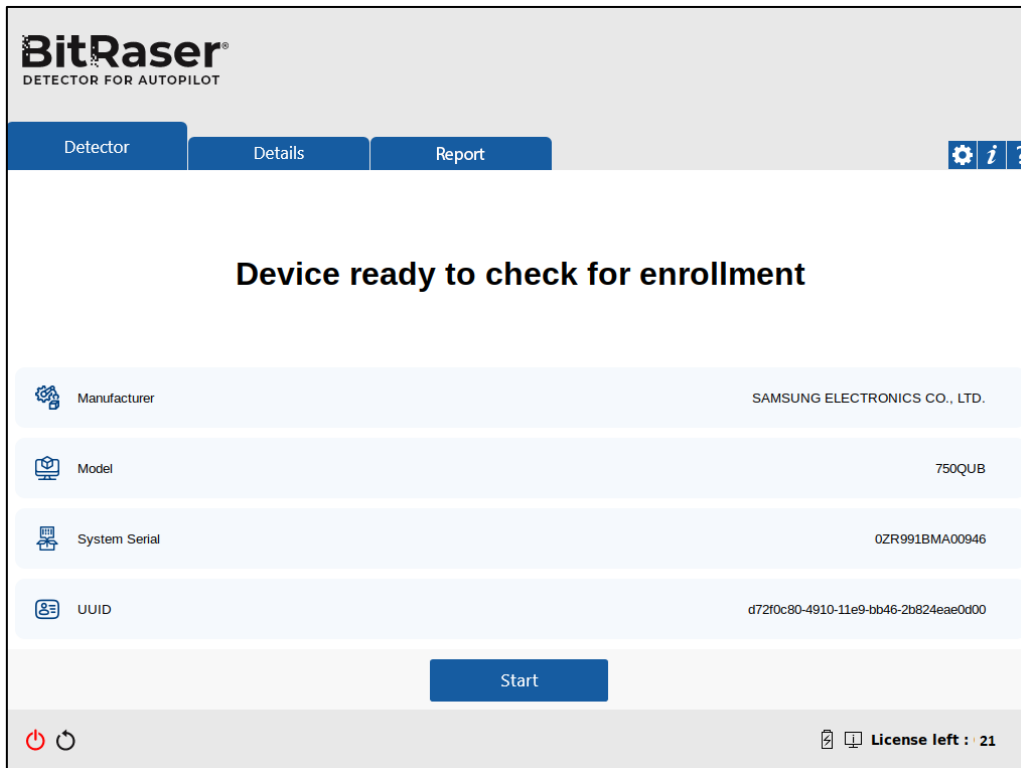 BitRaser®
DETECTOR FOR AUTOPILOT
Detector Details Report i ?
Device ready to check for enrollment
Manufacturer SAMSUNG ELECTRONICS CO., LTD.
Model 750QUB
System Serial 0ZR991BMA00946
UUID d72f0c80-4910-11e9-bb46-2b824eae0d00
Start
License left : 21